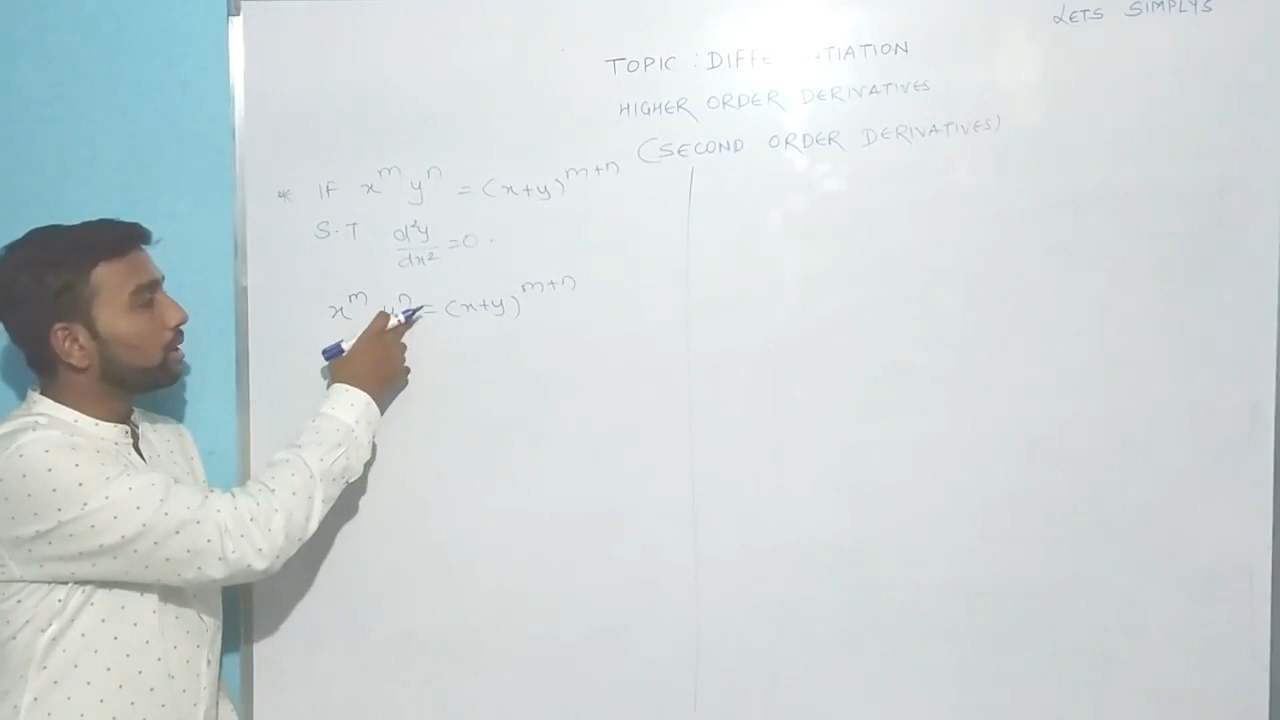 LETS SIMPLYS
TOPIC : DIFFE TIATION
HIGHER ORDER DERIVATIVES
(SECOND ORDER DERIVATIVES)
* IF x^m y^n = (x+y)^{m+n}
S.T d²y/dx² = 0.
x^m y^n = (x+y)^{m+n}